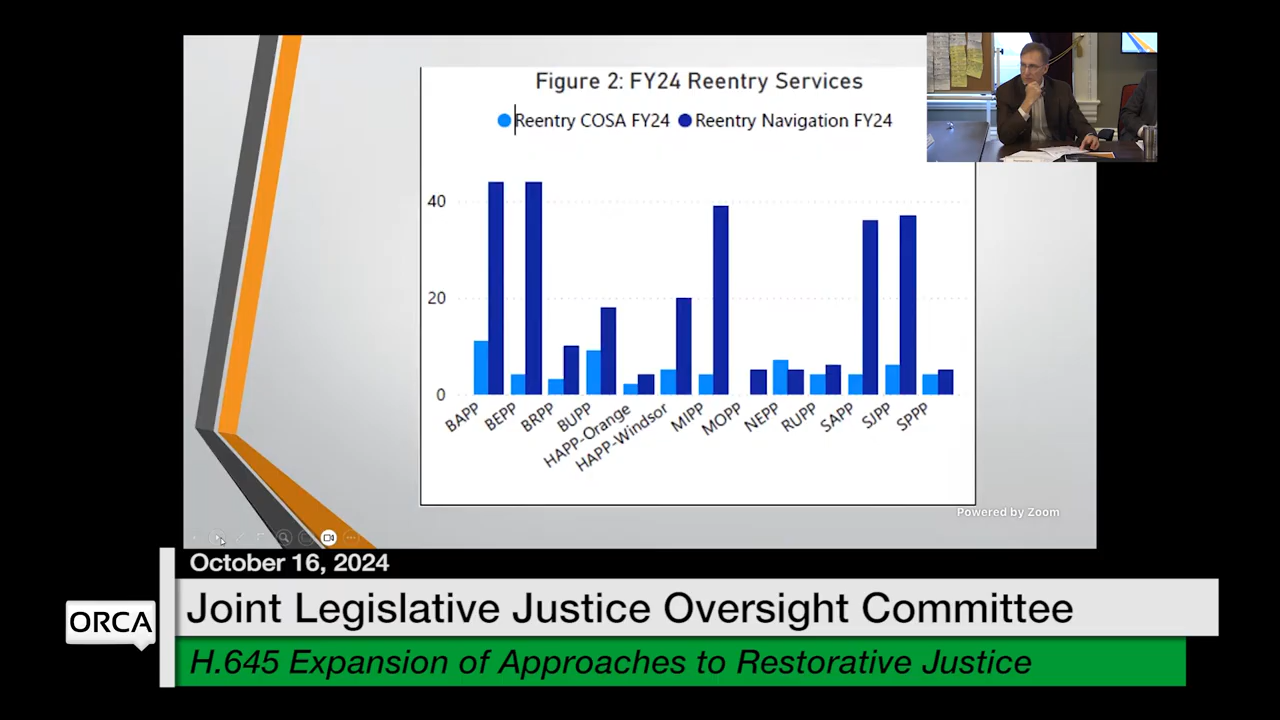 Figure 2: FY24 Reentry Services
Reentry COSA FY24 Reentry Navigation FY24
40
20
0
BAPP
BEPP
BRPP
BUPP
HAPP-Orange
HAPP-Windsor
MIPP
MOPP
NEPP
RUPP
SAPP
SJPP
SPPP
Powered by Zoom
October 16, 2024
ORCA
Joint Legislative Justice Oversight Committee
H.645 Expansion of Approaches to Restorative Justice